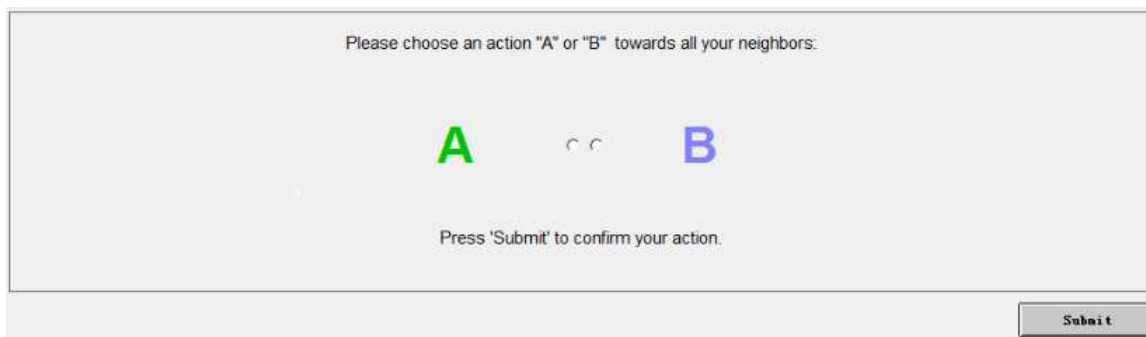 Please choose an action "A" or "B" towards all your neighbors:
A B
Press 'Submit' to confirm your action.
Submit